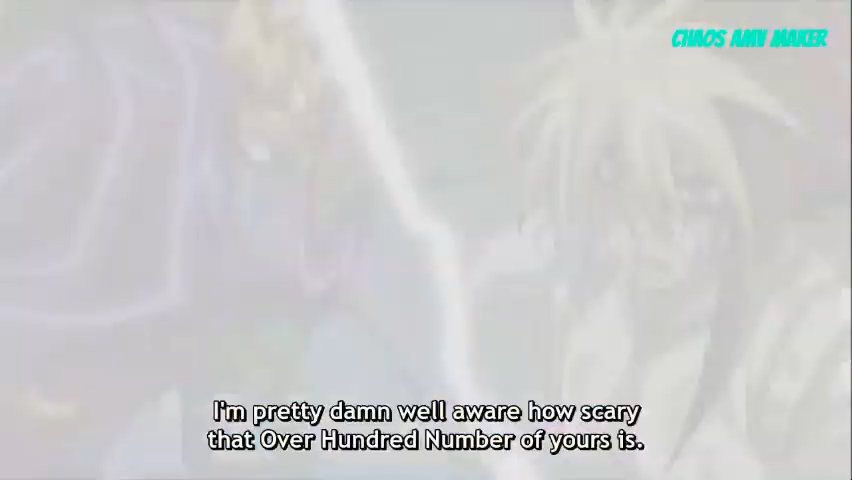 CHAOS AMV MAKER
I'm pretty damn well aware how scary
that Over Hundred Number of yours is.